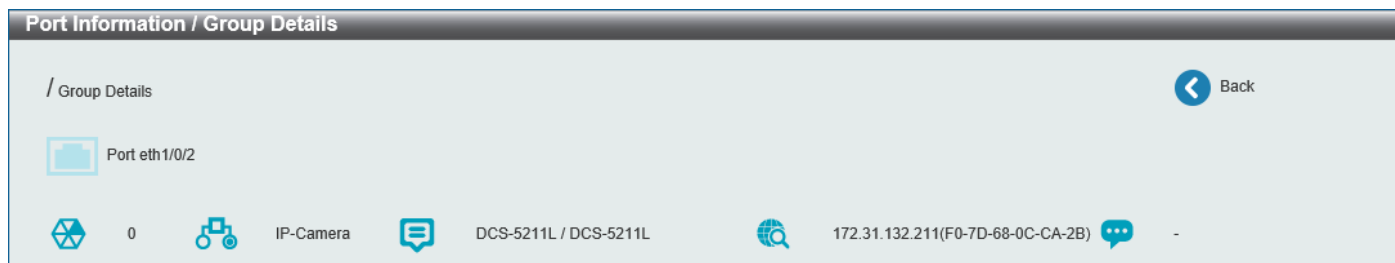 Port Information / Group Details
/ Group Details
Back
Port eth1/0/2
0 IP-Camera DCS-5211L / DCS-5211L 172.31.132.211(F0-7D-68-0C-CA-2B) -